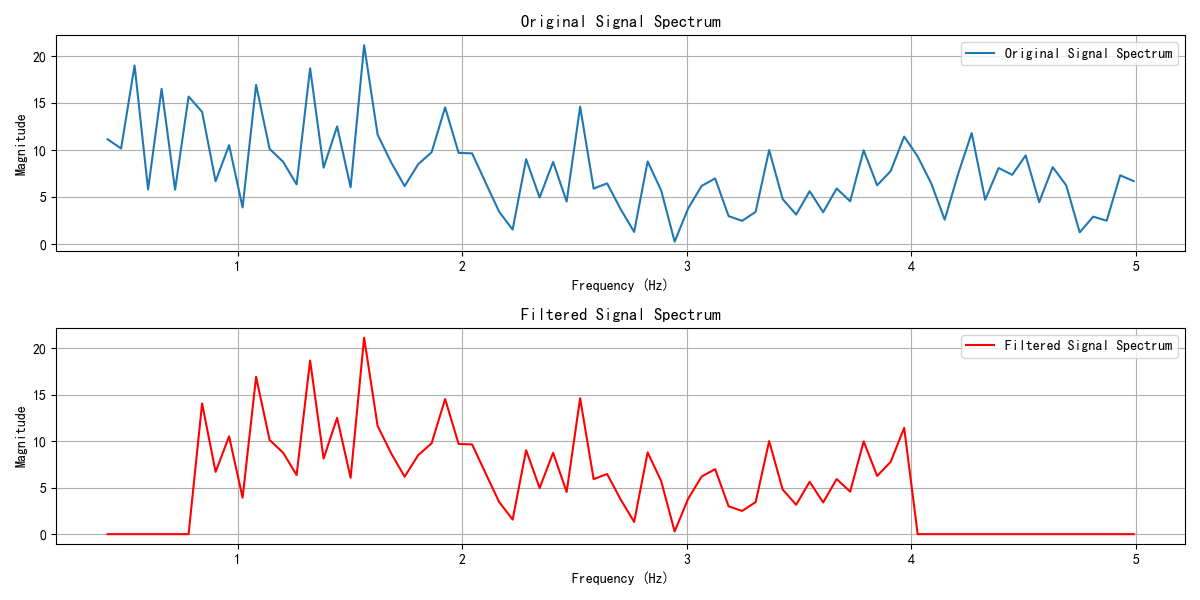 Original Signal Spectrum
Original Signal Spectrum
Magnitude
20
15
10
5
0
1 2 3 4 5
Frequency (Hz)
Filtered Signal Spectrum
Filtered Signal Spectrum
Magnitude
20
15
10
5
0
1 2 3 4 5
Frequency (Hz)